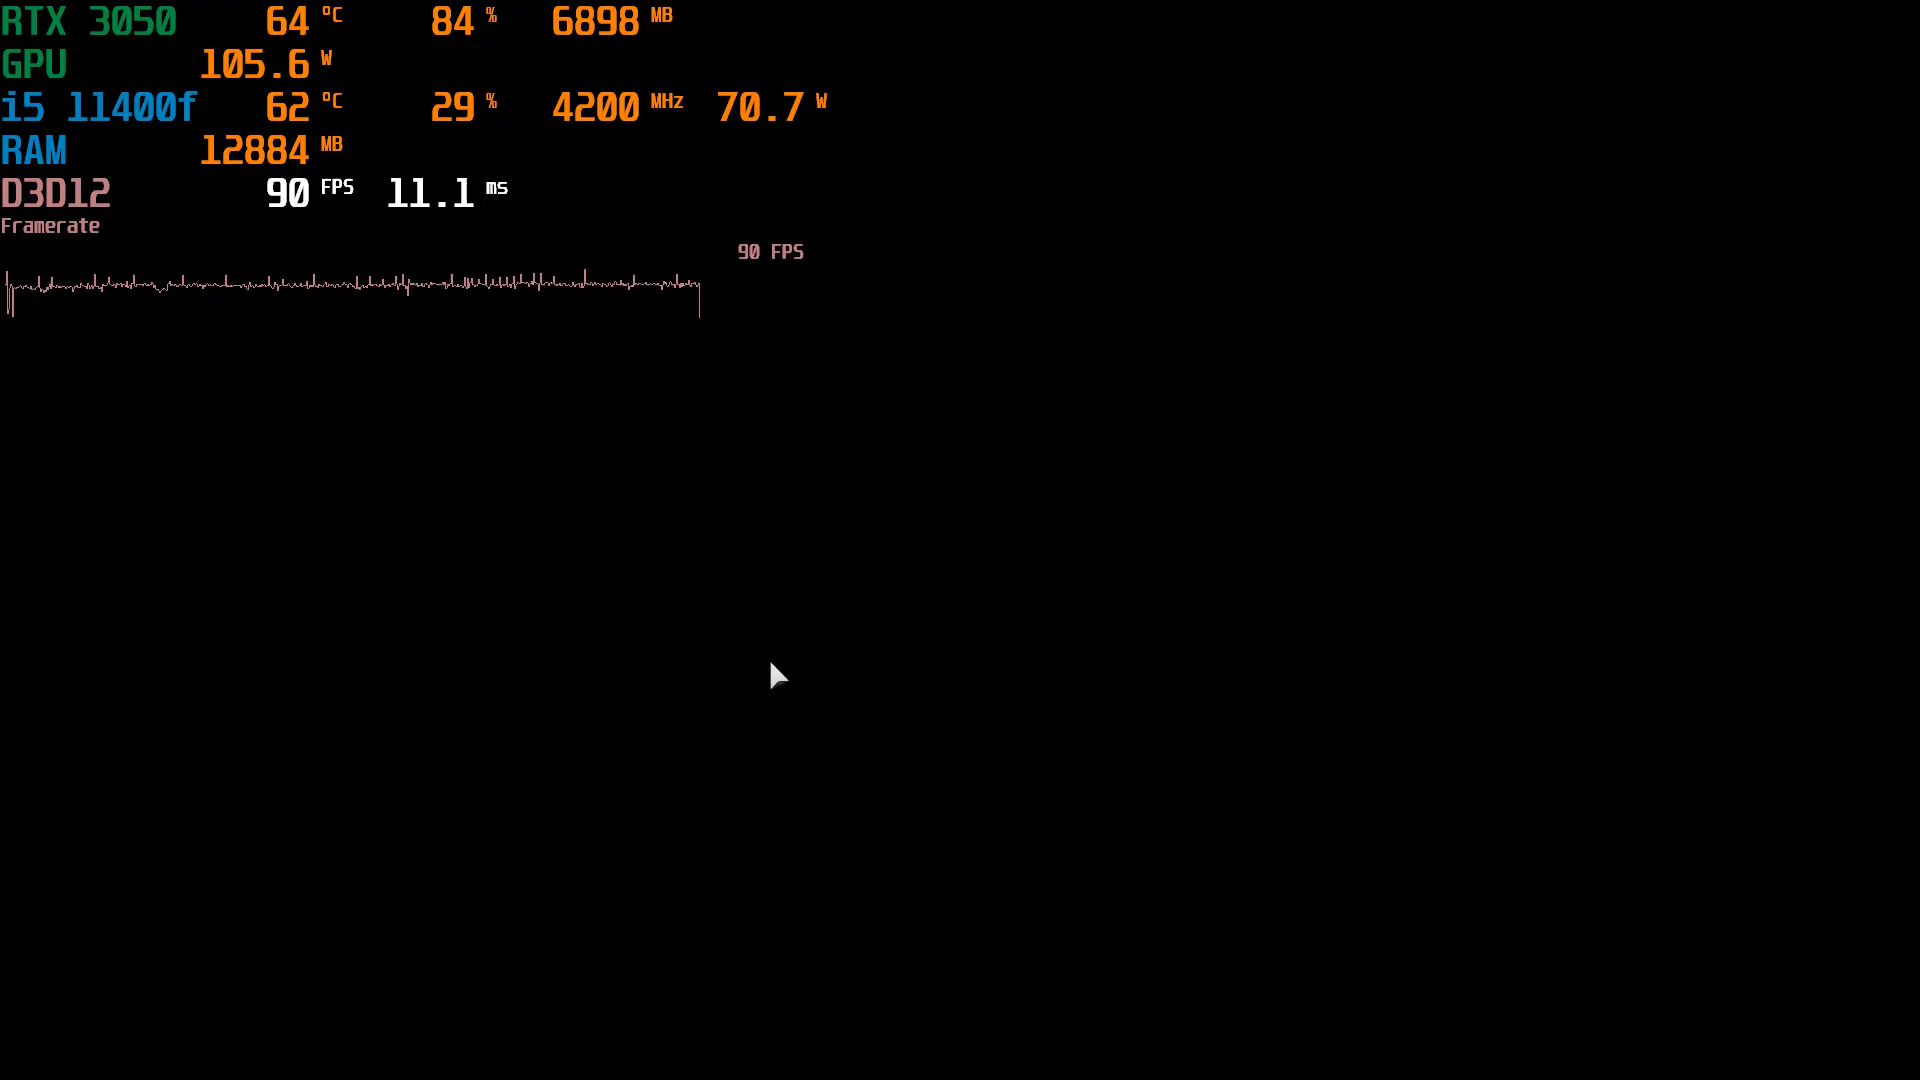 RTX 3050 64 °C 84 % 6898 MB
GPU 105.6 W
i5 11400f 62 °C 29 % 4200 MHz 70.7 W
RAM 12884 MB
D3D12 90 FPS 11.1 ms
Framerate
90 FPS